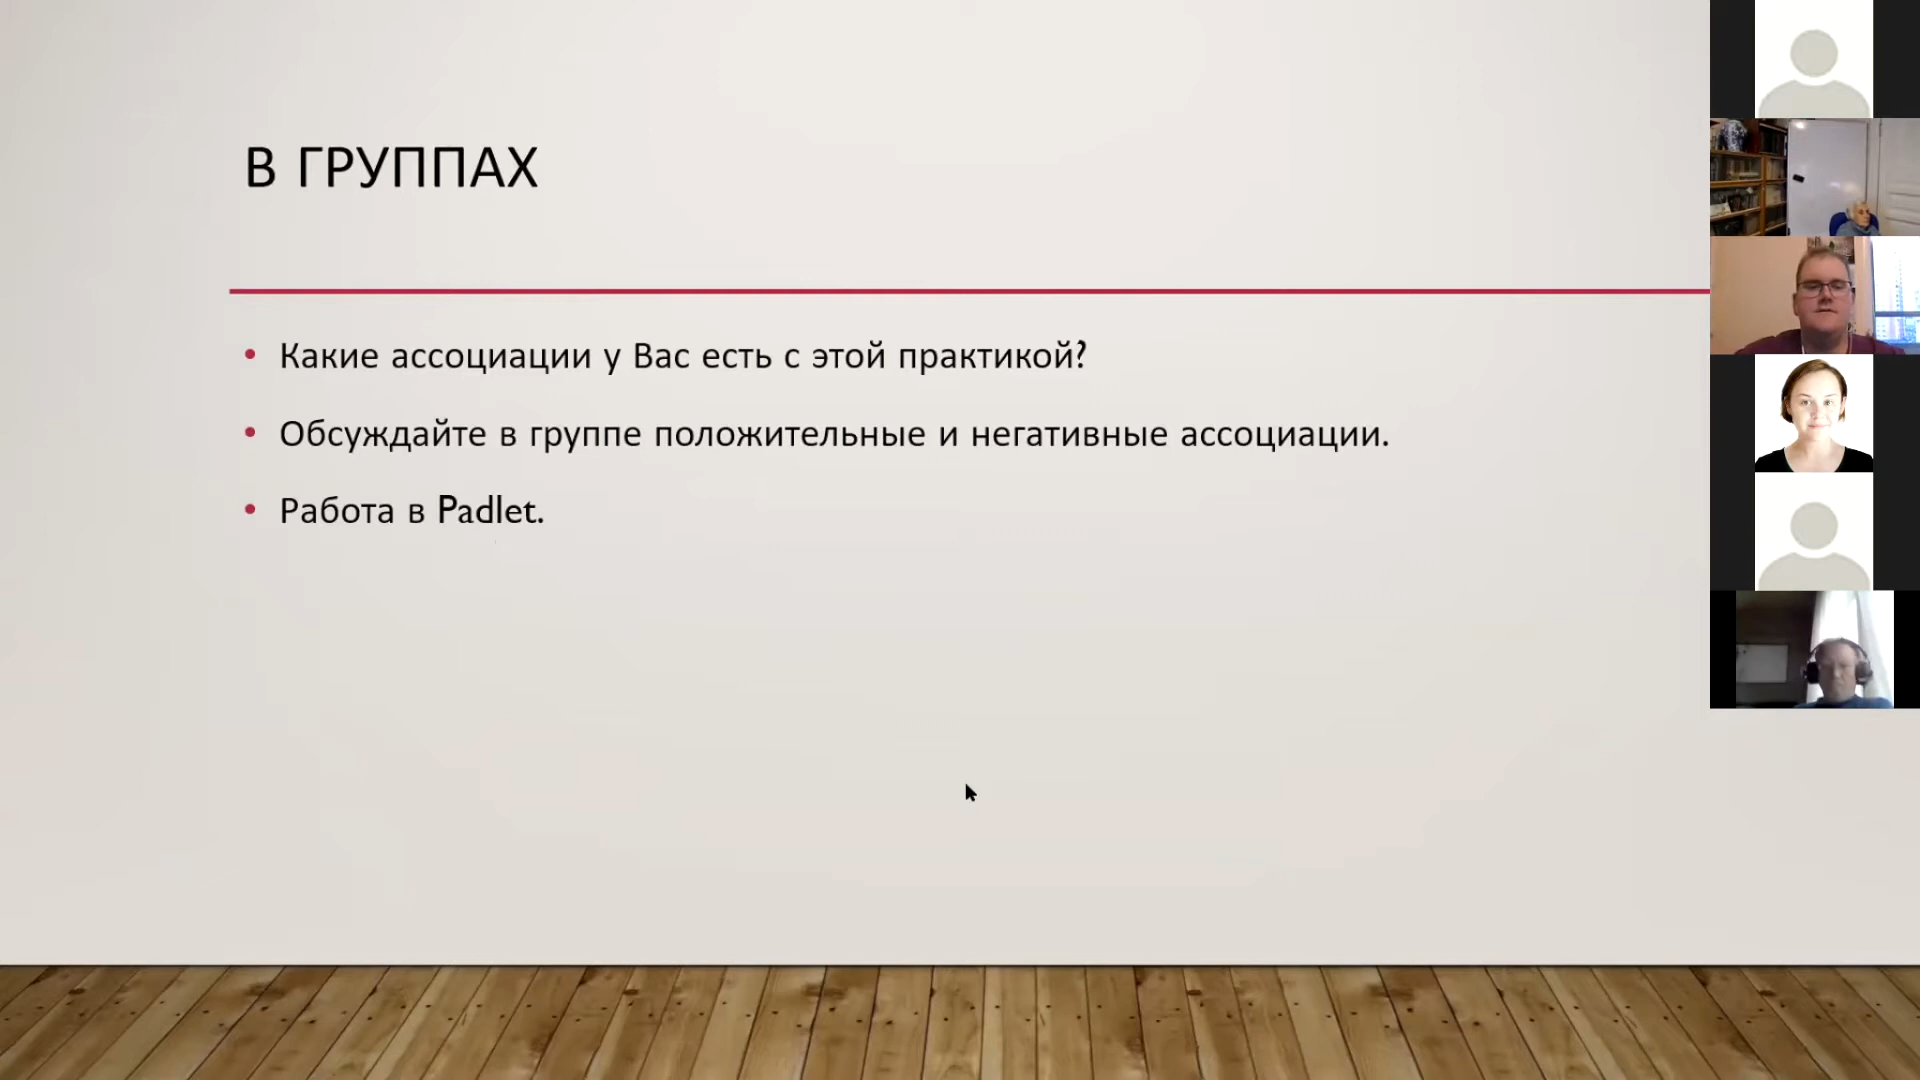 В ГРУППАХ
• Какие ассоциации у Вас есть с этой практикой?
• Обсуждайте в группе положительные и негативные ассоциации.
• Работа в Padlet.